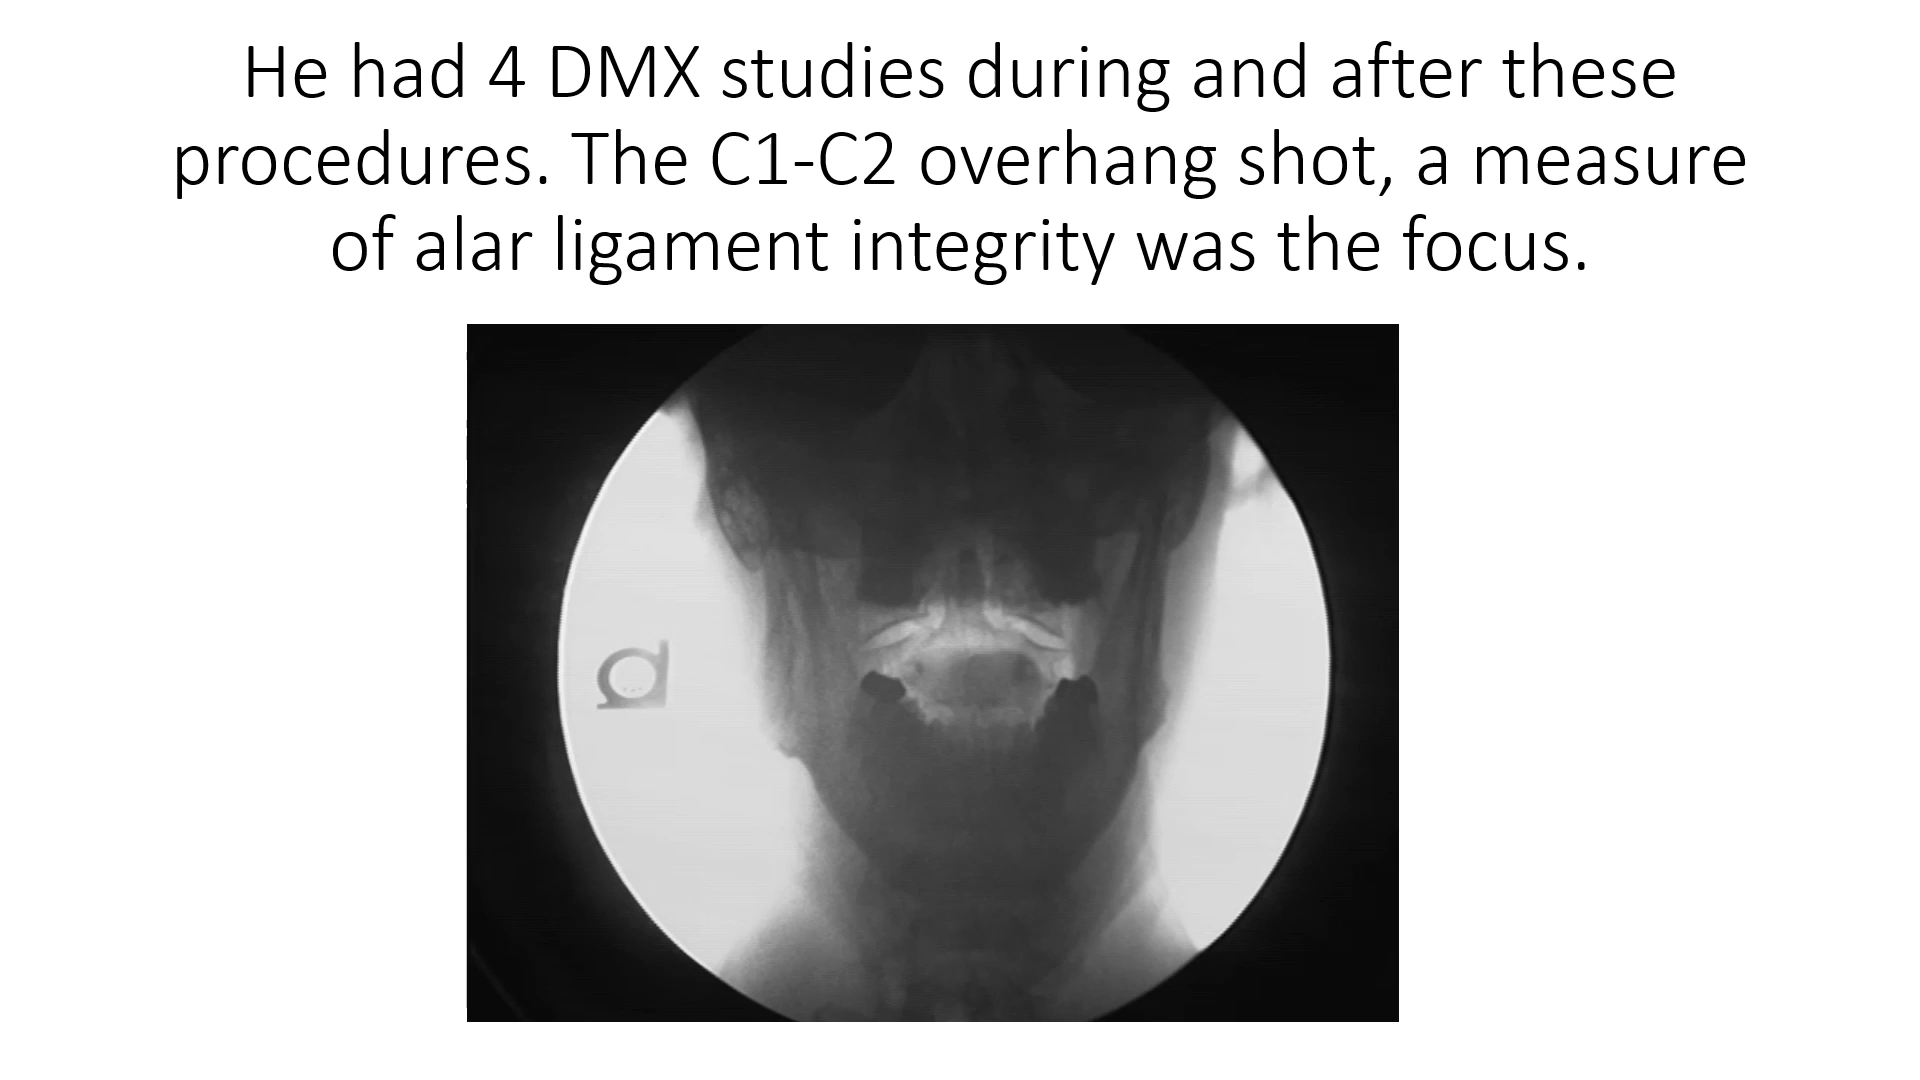 He had 4 DMX studies during and after these
procedures. The C1-C2 overhang shot, a measure
of alar ligament integrity was the focus.